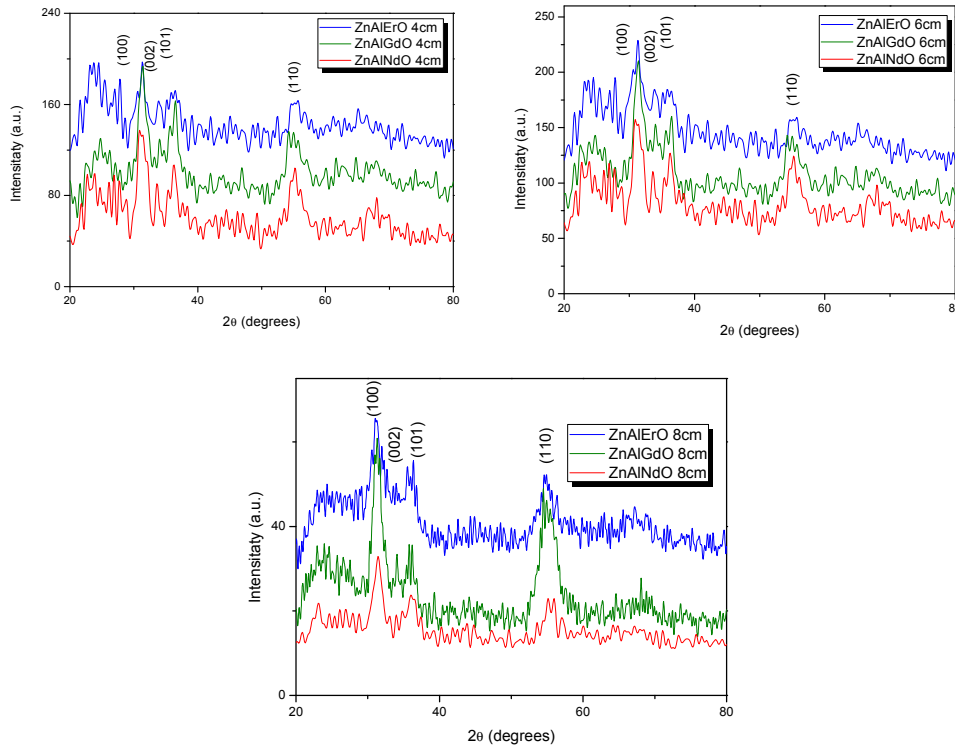 240
160
80
0
Intensitaty (a.u.)
(100)
(002)
(101)
(110)
ZnAlErO 4cm
ZnAlGdO 4cm
ZnAlNdO 4cm
20 40 60 80
2θ (degrees)
250
200
150
100
50
0
Intensitaty (a.u.)
(100)
(002)
(101)
(110)
ZnAlErO 6cm
ZnAlGdO 6cm
ZnAlNdO 6cm
20 40 60 80
2θ (degrees)
40
0
Intensitaty (a.u.)
(100)
(002)
(101)
(110)
ZnAlErO 8cm
ZnAlGdO 8cm
ZnAlNdO 8cm
20 40 60 80
2θ (degrees)